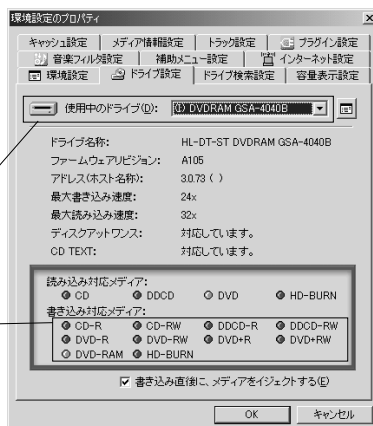 環境設定のプロパティ
キャッシュ設定 メディア情報設定 トラック設定 プラグイン設定
音楽フィルタ設定 補助メニュー設定 インターネット設定
環境設定 ドライブ設定 ドライブ検索設定 容量表示設定
使用中のドライブ(D): DVDRAM GSA-4040B
ドライブ名称: HL-DT-ST DVDRAM GSA-4040B
ファームウェアリビジョン: A105
アドレス(ホスト名称): 3.0.73 ( )
最大書き込み速度: 24x
最大読み込み速度: 32x
ディスクアットワンス: 対応しています。
CD TEXT: 対応しています。
読み込み対応メディア:
CD DDCD DVD HD-BURN
書き込み対応メディア:
CD-R CD-RW DDCD-R DDCD-RW
DVD-R DVD-RW DVD+R DVD+RW
DVD-RAM HD-BURN
書き込み直後に、メディアをイジェクトする(E)
OK キャンセル